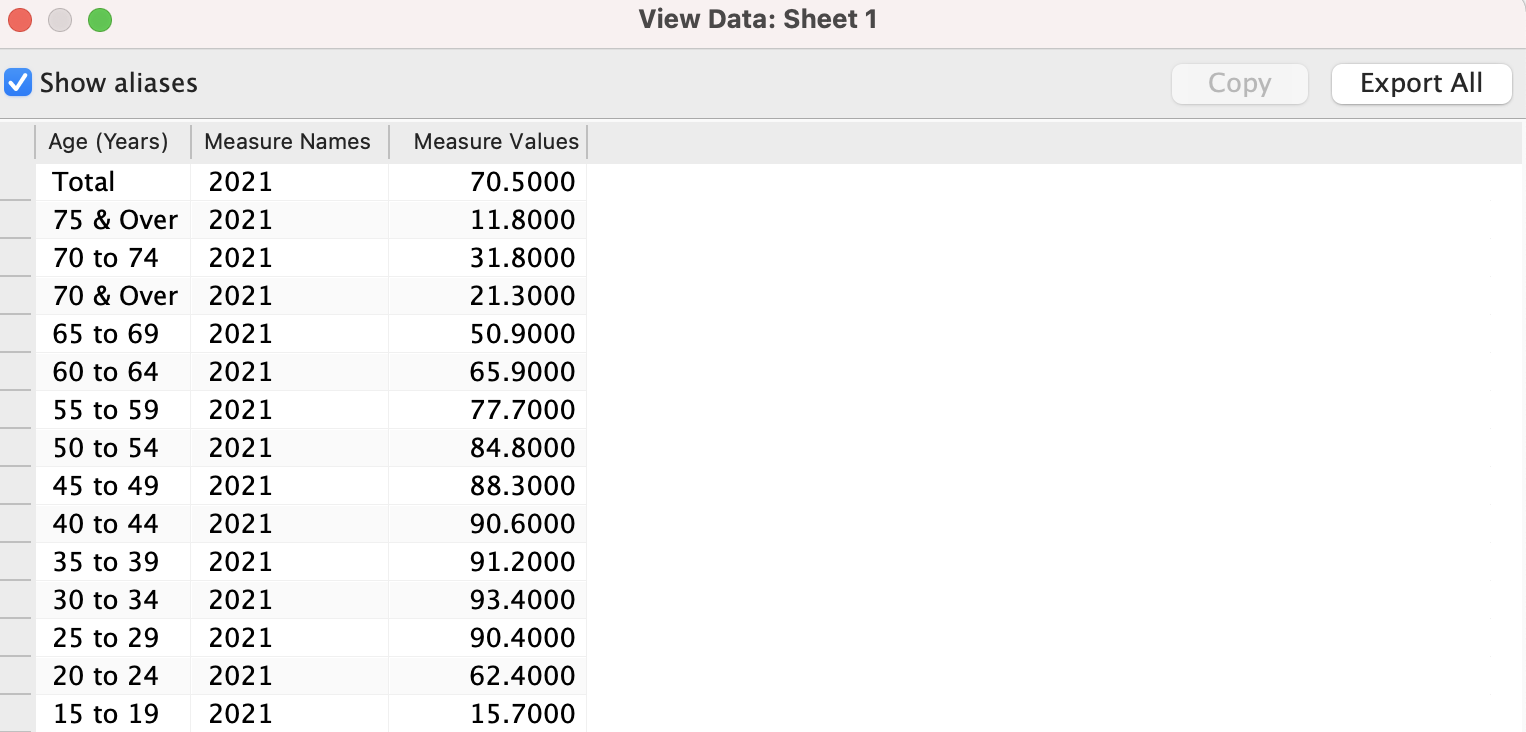 View Data: Sheet 1
Show aliases Copy Export All
Age (Years) Measure Names Measure Values
Total 2021 70.5000
75 & Over 2021 11.8000
70 to 74 2021 31.8000
70 & Over 2021 21.3000
65 to 69 2021 50.9000
60 to 64 2021 65.9000
55 to 59 2021 77.7000
50 to 54 2021 84.8000
45 to 49 2021 88.3000
40 to 44 2021 90.6000
35 to 39 2021 91.2000
30 to 34 2021 93.4000
25 to 29 2021 90.4000
20 to 24 2021 62.4000
15 to 19 2021 15.7000